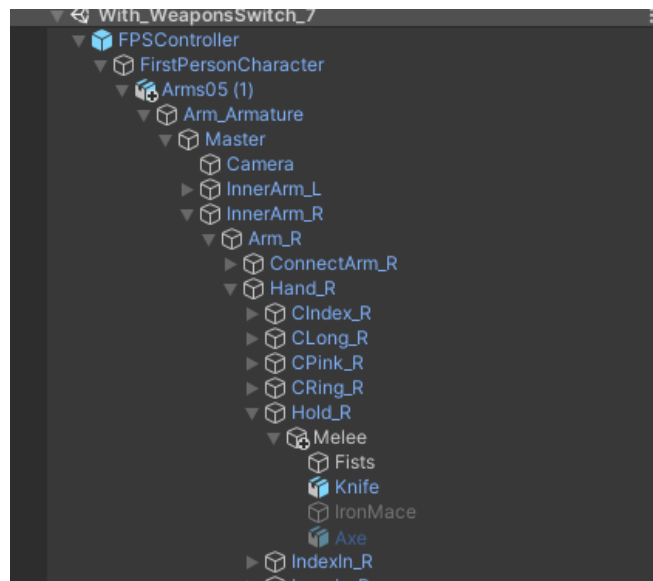 With_WeaponsSwitch_7
FPSController
FirstPersonCharacter
Arms05 (1)
Arm_Armature
Master
Camera
InnerArm_L
InnerArm_R
Arm_R
ConnectArm_R
Hand_R
CIndex_R
CLong_R
CPink_R
CRing_R
Hold_R
Melee
Fists
Knife
IronMace
Axe
IndexIn_R